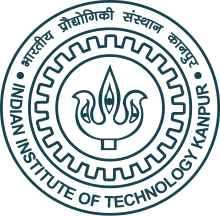 भारतीय प्रौद्योगिकी संस्थान कानपुर
INDIAN INSTITUTE OF TECHNOLOGY KANPUR